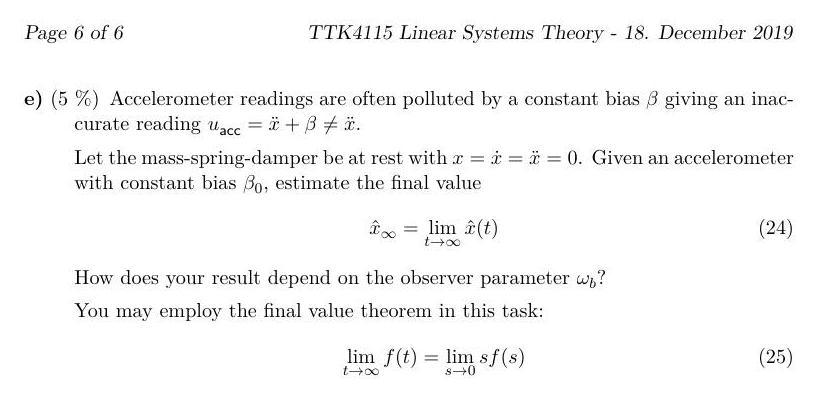 Page 6 of 6 TTK4115 Linear Systems Theory - 18. December 2019
e) (5 %) Accelerometer readings are often polluted by a constant bias β giving an inac-
curate reading u_acc = ẍ + β ≠ ẍ.
Let the mass-spring-damper be at rest with x = ẋ = ẍ = 0. Given an accelerometer
with constant bias β₀, estimate the final value
x̂_∞ = lim_{t→∞} x̂(t) (24)
How does your result depend on the observer parameter ω_b?
You may employ the final value theorem in this task:
lim_{t→∞} f(t) = lim_{s→0} sf(s) (25)